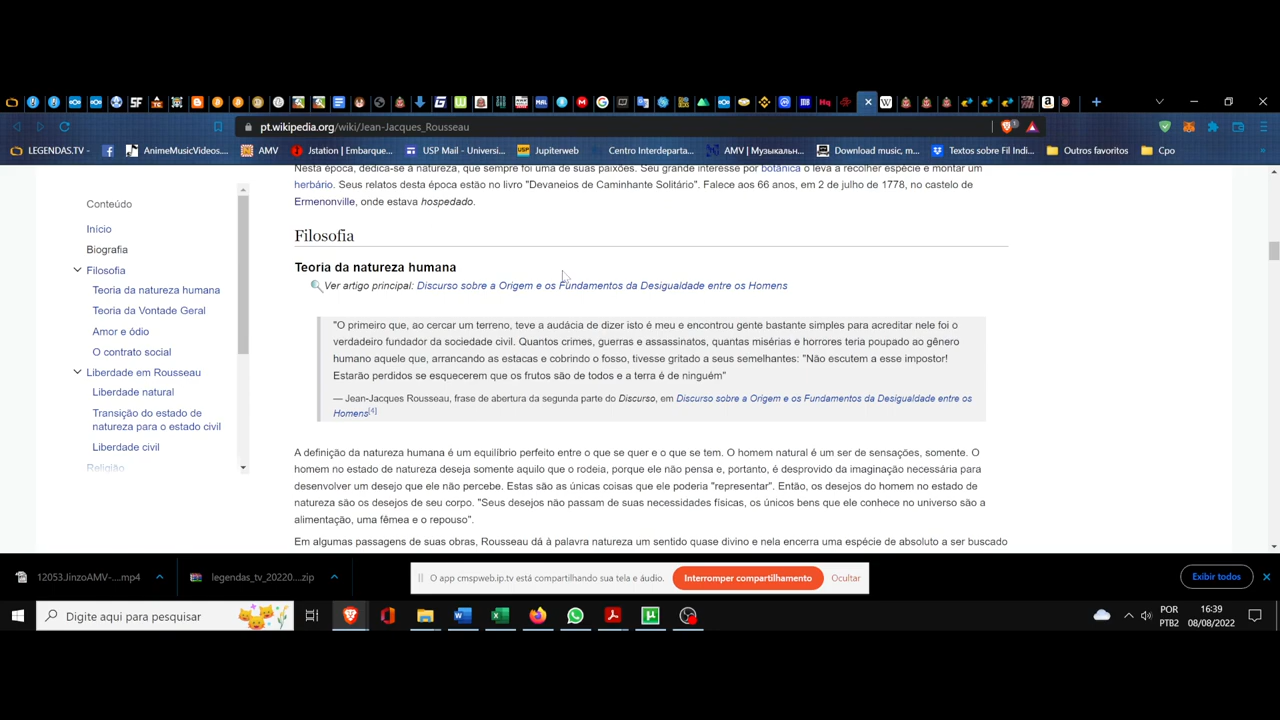 pt.wikipedia.org/wiki/Jean-Jacques_Rousseau
1
LEGENDAS.TV -
AnimeMusicVideos...
AMV
Jstation | Embarque...
USP Mail - Universi...
Jupiterweb
Centro Interdeparta...
AMV | Музыкальн...
Download music, m...
Textos sobre Fil Indi...
Outros favoritos
Cpo
Nesta época, dedica-se à natureza, que sempre foi uma de suas paixões. Seu grande interesse por botânica o leva a recolher espécie e montar um
herbário. Seus relatos desta época estão no livro "Devaneios de Caminhante Solitário". Falece aos 66 anos, em 2 de julho de 1778, no castelo de
Ermenonville, onde estava hospedado.
Conteúdo
Início
Biografia
Filosofia
Teoria da natureza humana
Teoria da Vontade Geral
Amor e ódio
O contrato social
Liberdade em Rousseau
Liberdade natural
Transição do estado de
natureza para o estado civil
Liberdade civil
Religião
Filosofia
Teoria da natureza humana
Ver artigo principal: Discurso sobre a Origem e os Fundamentos da Desigualdade entre os Homens
"O primeiro que, ao cercar um terreno, teve a audácia de dizer isto é meu e encontrou gente bastante simples para acreditar nele foi o
verdadeiro fundador da sociedade civil. Quantos crimes, guerras e assassinatos, quantas misérias e horrores teria poupado ao gênero
humano aquele que, arrancando as estacas e cobrindo o fosso, tivesse gritado a seus semelhantes: "Não escutem a esse impostor!
Estarão perdidos se esquecerem que os frutos são de todos e a terra é de ninguém"
— Jean-Jacques Rousseau, frase de abertura da segunda parte do Discurso, em Discurso sobre a Origem e os Fundamentos da Desigualdade entre os
Homens[4]
A definição da natureza humana é um equilíbrio perfeito entre o que se quer e o que se tem. O homem natural é um ser de sensações, somente. O
homem no estado de natureza deseja somente aquilo que o rodeia, porque ele não pensa e, portanto, é desprovido da imaginação necessária para
desenvolver um desejo que ele não percebe. Estas são as únicas coisas que ele poderia "representar". Então, os desejos do homem no estado de
natureza são os desejos de seu corpo. "Seus desejos não passam de suas necessidades físicas, os únicos bens que ele conhece no universo são a
alimentação, uma fêmea e o repouso".
Em algumas passagens de suas obras, Rousseau dá à palavra natureza um sentido quase divino e nela encerra uma espécie de absoluto a ser buscado
12053.JinzoAMV-....mp4
legendas_tv_20220....zip
O app cmspweb.ip.tv está compartilhando sua tela e áudio.
Interromper compartilhamento
Ocultar
Exibir todos
Digite aqui para pesquisar
POR
PTB2
16:39
08/08/2022